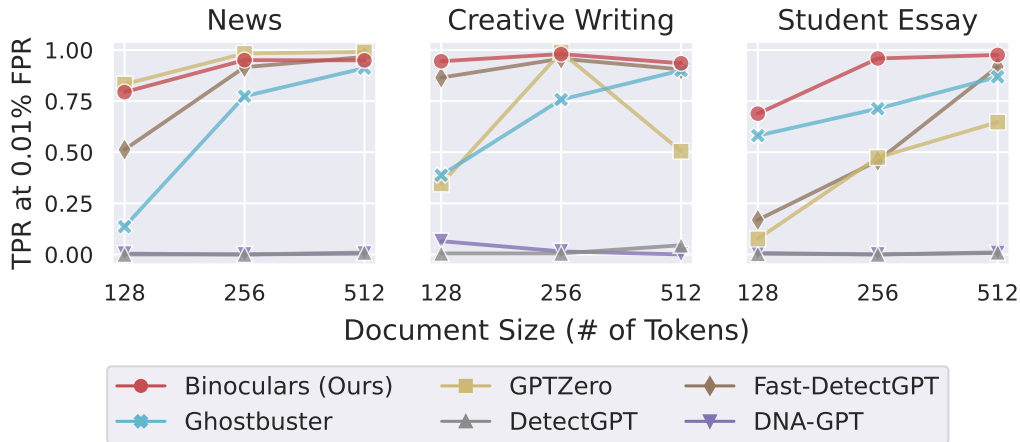 News Creative Writing Student Essay
TPR at 0.01% FPR
1.00
0.75
0.50
0.25
0.00
128 256 512 128 256 512 128 256 512
Document Size (# of Tokens)
Binoculars (Ours) GPTZero Fast-DetectGPT
Ghostbuster DetectGPT DNA-GPT